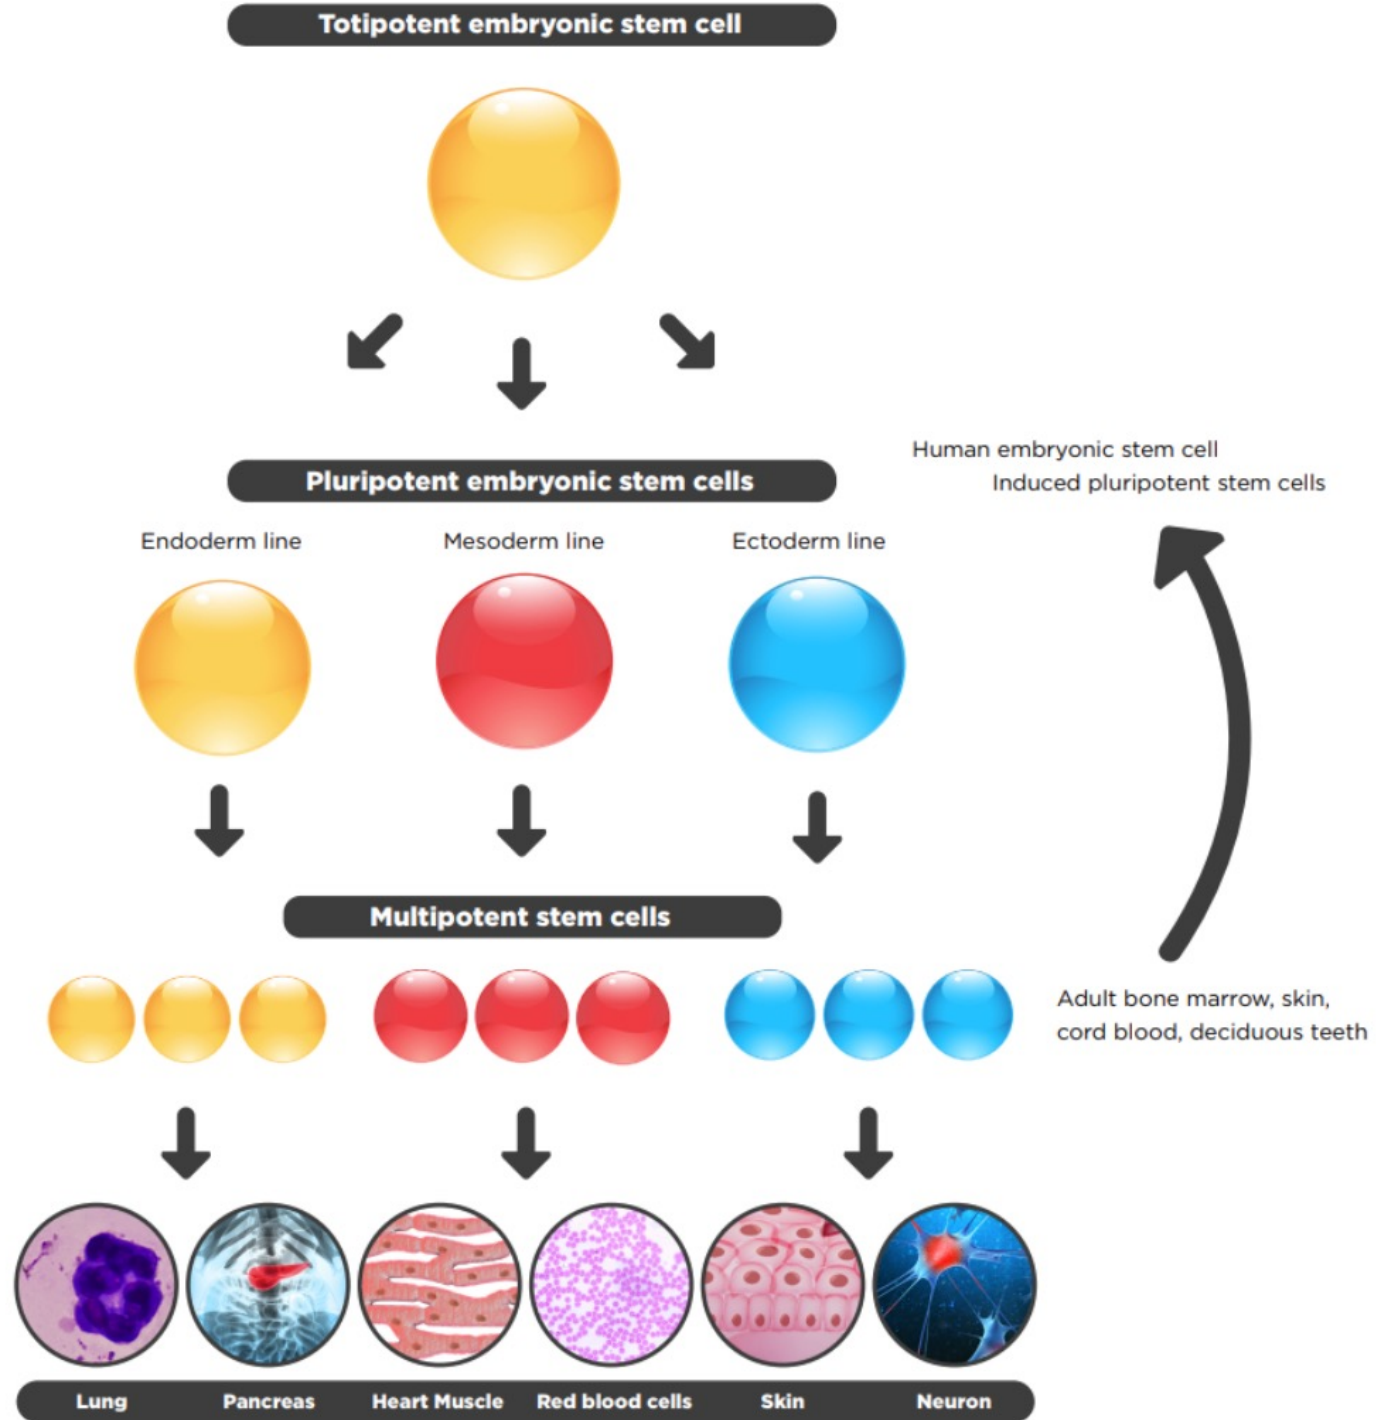 Totipotent embryonic stem cell
Human embryonic stem cell
Induced pluripotent stem cells
Pluripotent embryonic stem cells
Endoderm line
Mesoderm line
Ectoderm line
Multipotent stem cells
Adult bone marrow, skin,
cord blood, deciduous teeth
Lung
Pancreas
Heart Muscle
Red blood cells
Skin
Neuron